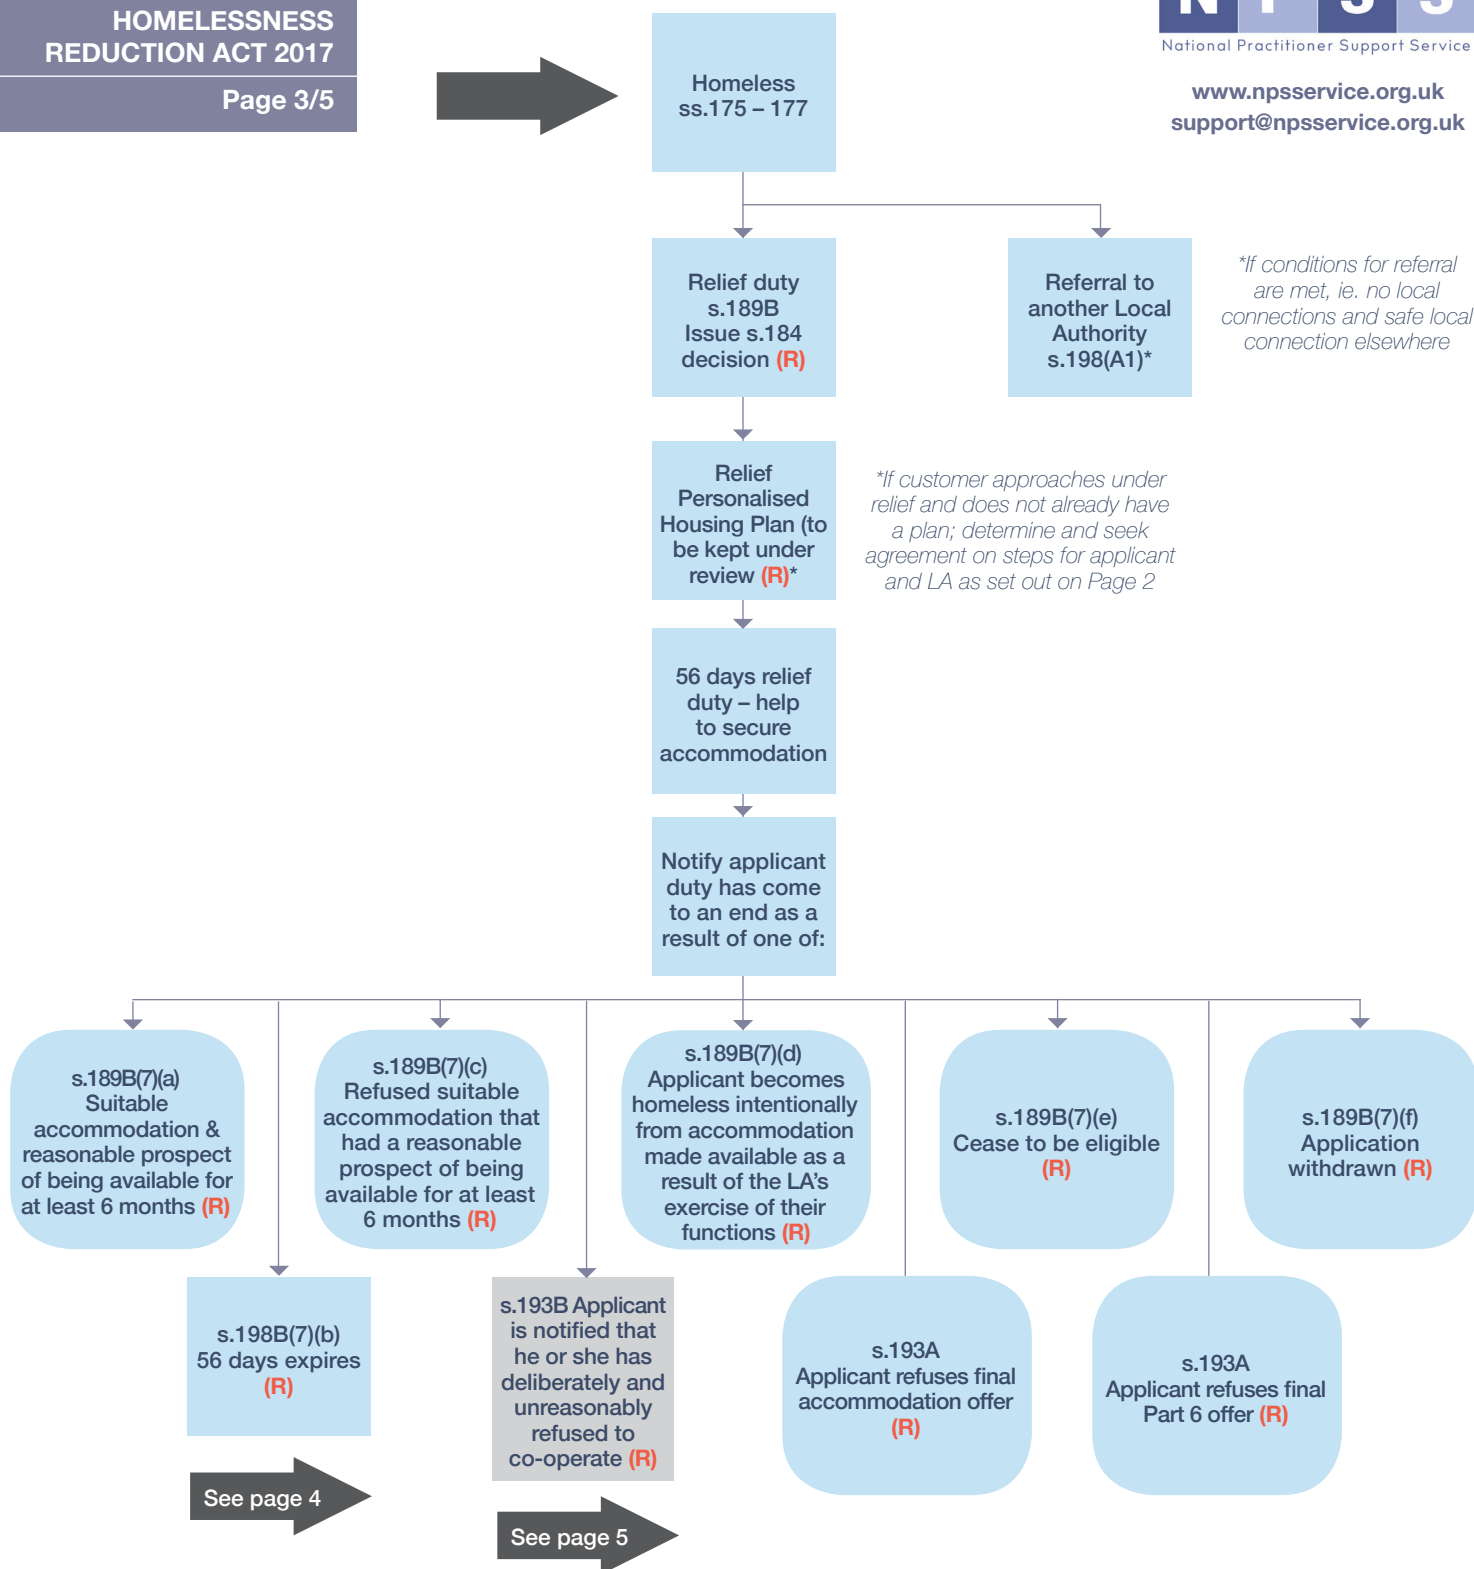 HOMELESSNESS
REDUCTION ACT 2017
Page 3/5
N P S S
National Practitioner Support Service
www.npsservice.org.uk
support@npsservice.org.uk
Homeless
ss.175 – 177
Relief duty
s.189B
Issue s.184
decision (R)
Referral to
another Local
Authority
s.198(A1)*
*If conditions for referral
are met, ie. no local
connections and safe local
connection elsewhere
Relief
Personalised
Housing Plan (to
be kept under
review (R)*
*If customer approaches under
relief and does not already have
a plan; determine and seek
agreement on steps for applicant
and LA as set out on Page 2
56 days relief
duty – help
to secure
accommodation
Notify applicant
duty has come
to an end as a
result of one of:
s.189B(7)(a)
Suitable
accommodation &
reasonable prospect
of being available for
at least 6 months (R)
s.189B(7)(c)
Refused suitable
accommodation that
had a reasonable
prospect of being
available for at least
6 months (R)
s.189B(7)(d)
Applicant becomes
homeless intentionally
from accommodation
made available as a
result of the LA’s
exercise of their
functions (R)
s.189B(7)(e)
Cease to be eligible
(R)
s.189B(7)(f)
Application
withdrawn (R)
s.198B(7)(b)
56 days expires
(R)
s.193B Applicant
is notified that
he or she has
deliberately and
unreasonably
refused to
co-operate (R)
s.193A
Applicant refuses final
accommodation offer
(R)
s.193A
Applicant refuses final
Part 6 offer (R)
See page 4
See page 5